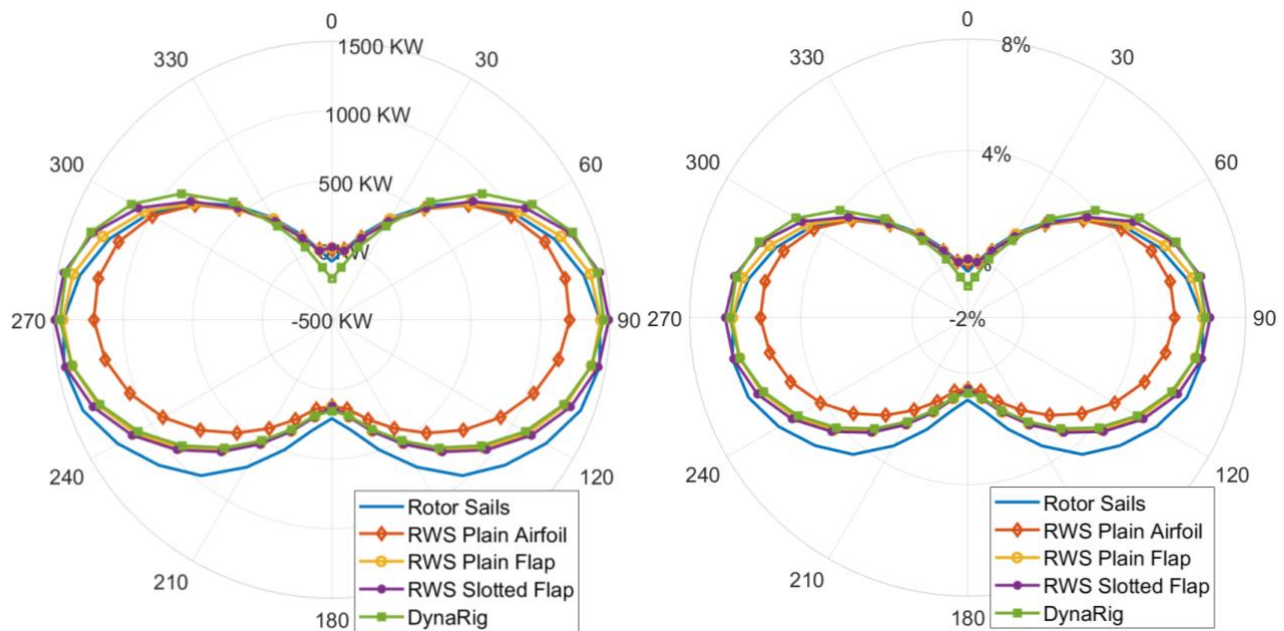 0
1500 KW
330
30
1000 KW
300
60
500 KW
270
-500 KW
90
240
120
210
180
Rotor Sails
RWS Plain Airfoil
RWS Plain Flap
RWS Slotted Flap
DynaRig
0
8%
330
30
4%
300
60
270
-2%
90
240
120
210
180
Rotor Sails
RWS Plain Airfoil
RWS Plain Flap
RWS Slotted Flap
DynaRig